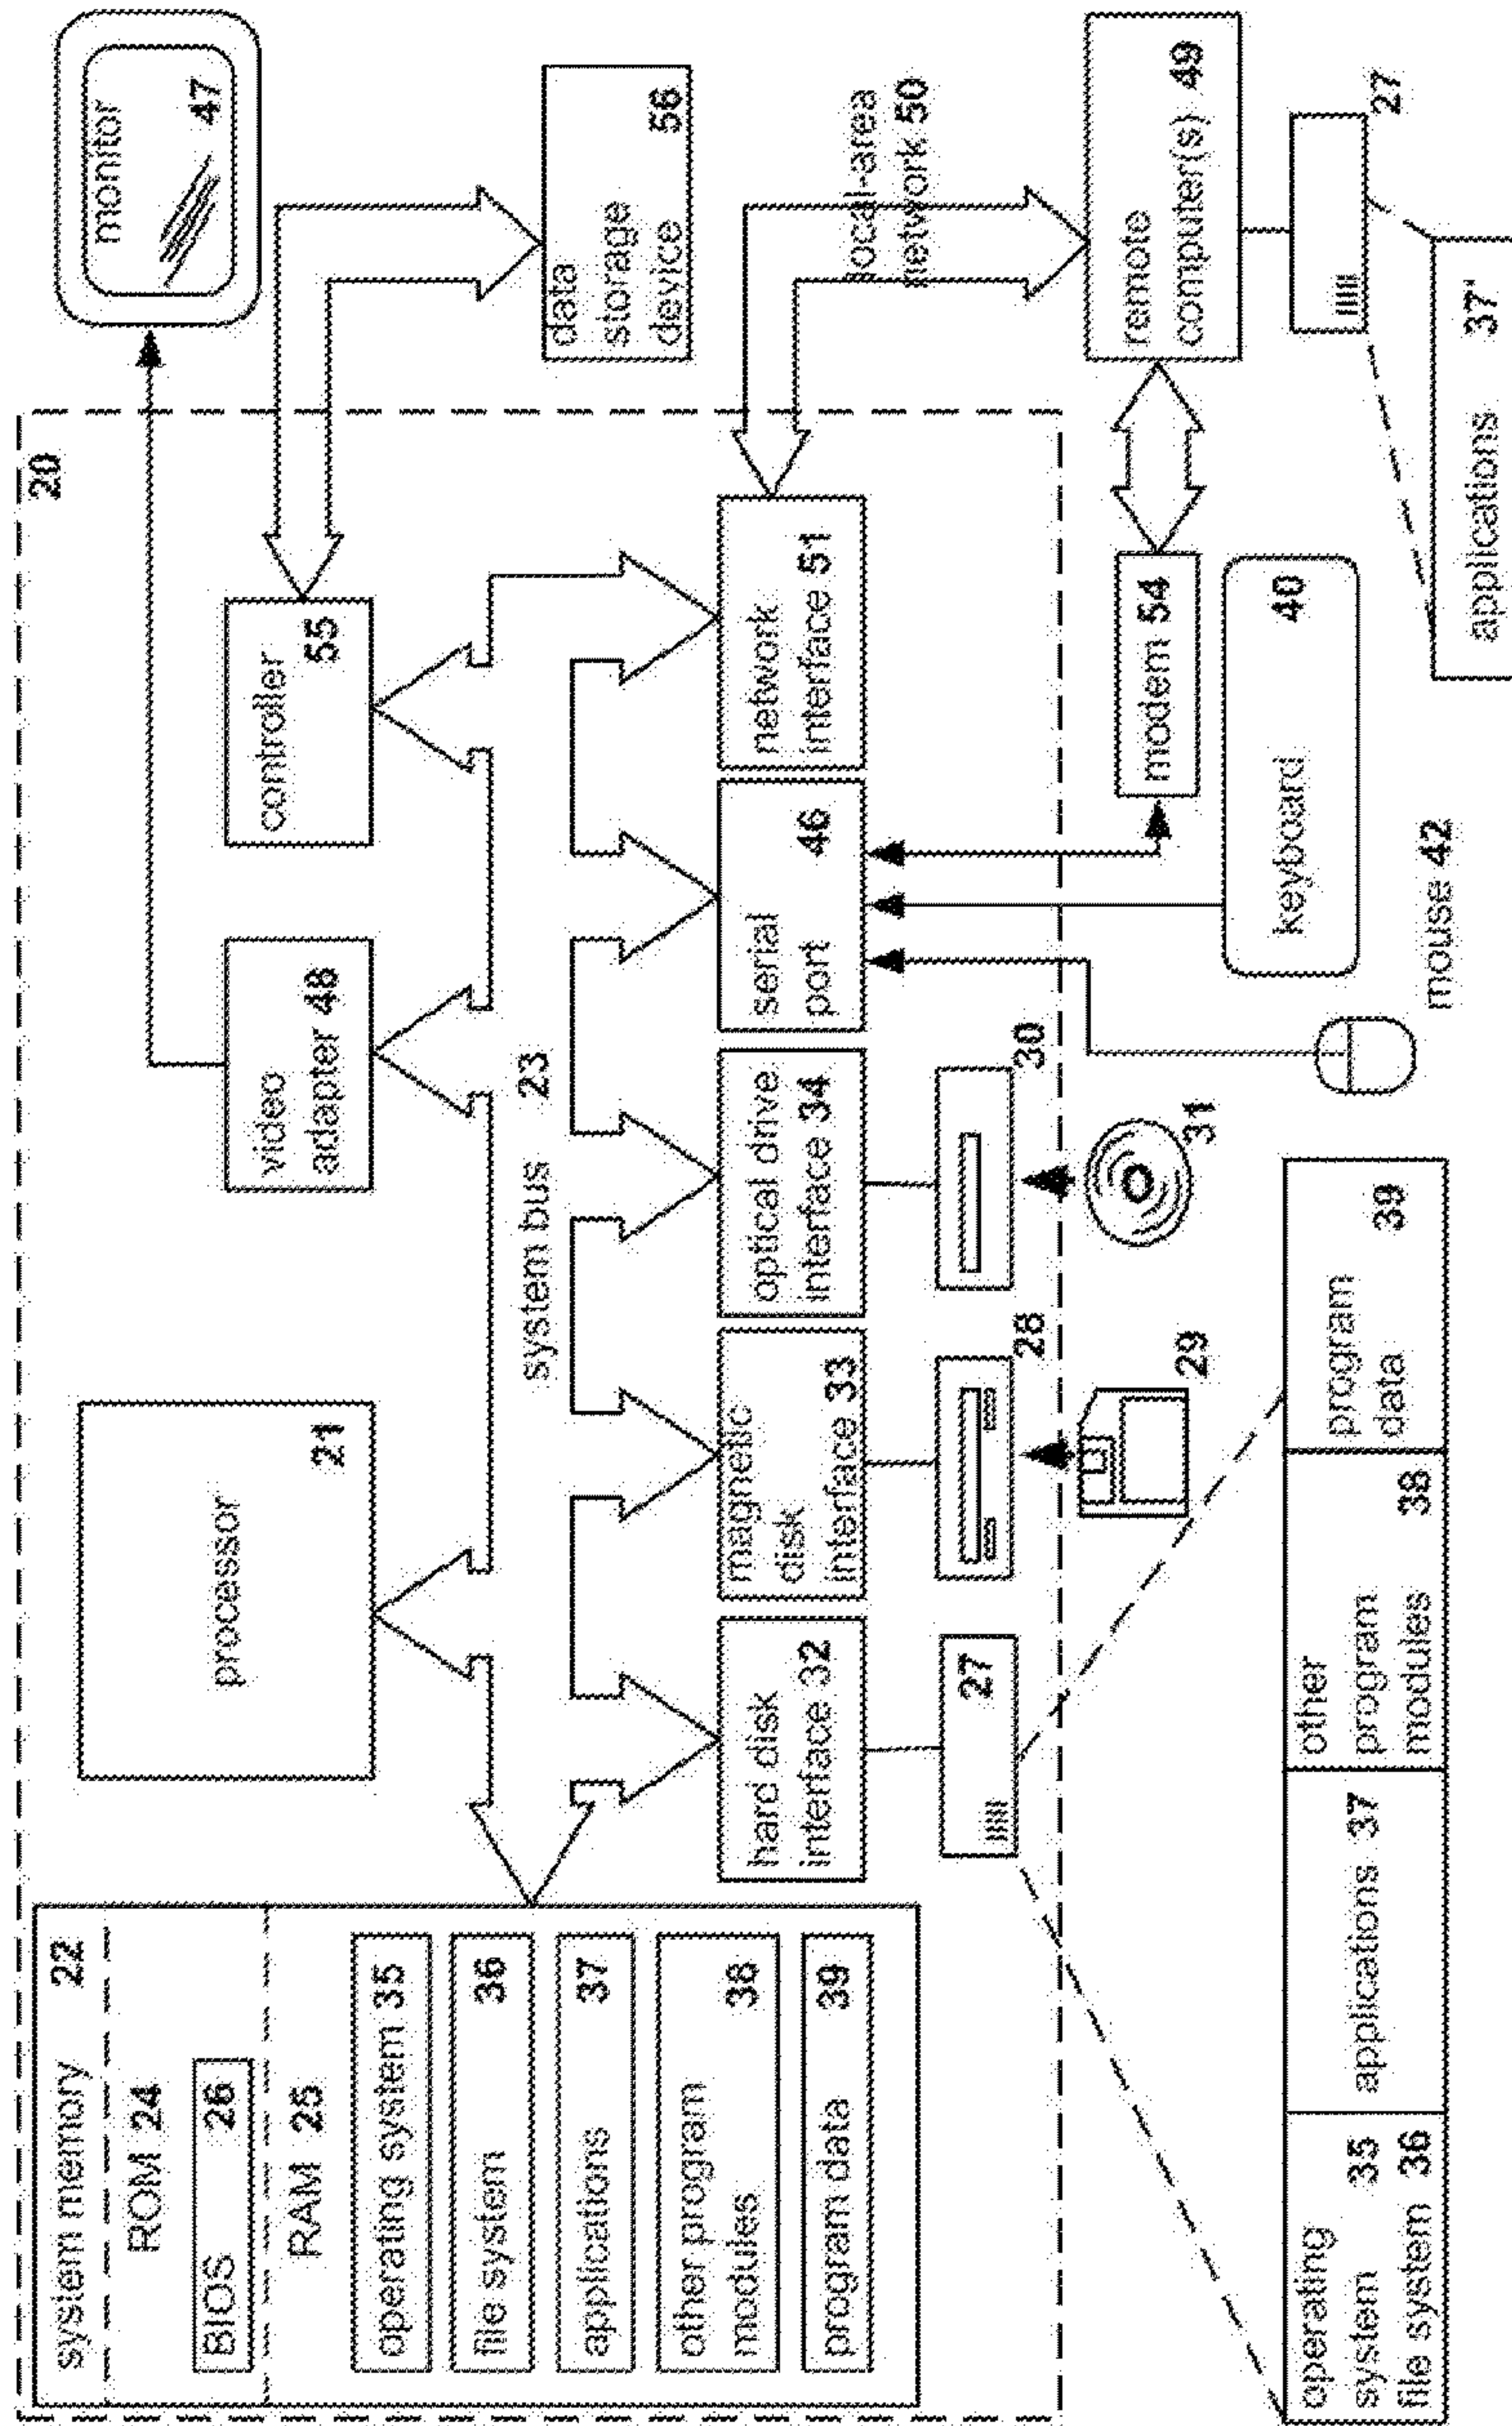 system memory 22
ROM 24
BIOS 26
RAM 25
operating system 35
file system 36
applications 37
other program
modules 38
program data 39
20
processor
21
video
adapter 48
controller
55
monitor
47
system bus 23
data
storage
device 56
hard disk
interface 32
magnetic
disk
interface 33
optical drive
interface 34
serial
port 46
network
interface 51
local-area
network 50
27
28
30
29
31
modem 54
remote
computer(s) 49
keyboard 40
mouse 42
27
operating
system 35
file system 36
applications 37
other
program
modules 38
program
data 39
applications 37'